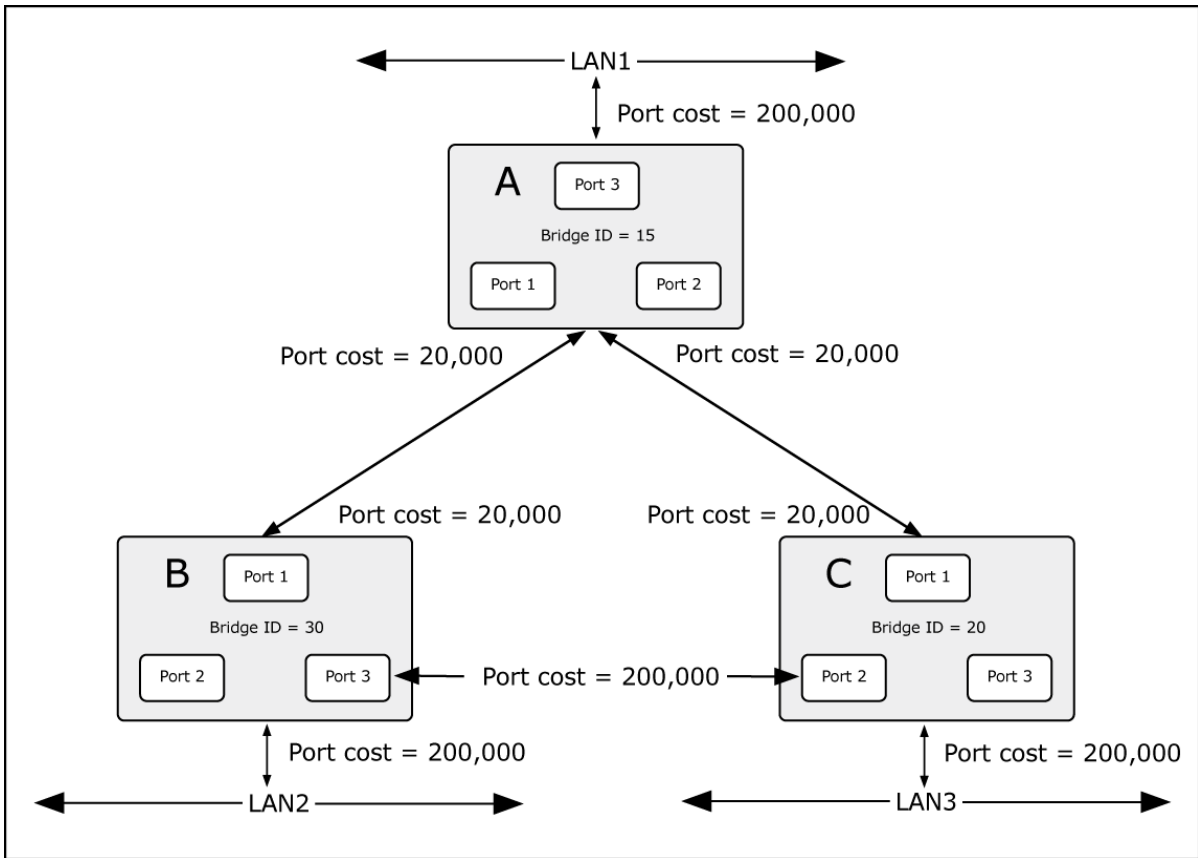 LAN1
Port cost = 200,000
A
Port 3
Bridge ID = 15
Port 1
Port 2
Port cost = 20,000
Port cost = 20,000
Port cost = 20,000
Port cost = 20,000
B
Port 1
Bridge ID = 30
Port 2
Port 3
C
Port 1
Bridge ID = 20
Port 2
Port 3
Port cost = 200,000
Port cost = 200,000
LAN2
Port cost = 200,000
LAN3